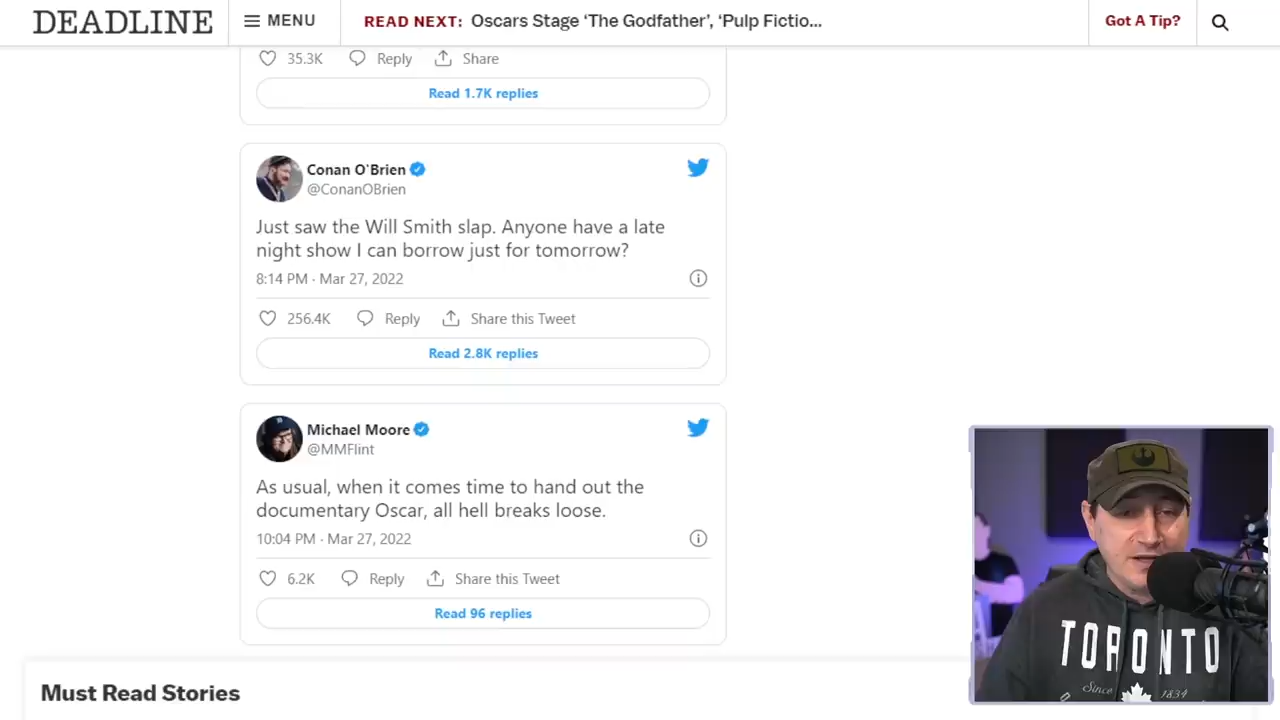 DEADLINE
MENU
READ NEXT: Oscars Stage ‘The Godfather’, ‘Pulp Fictio...
Got A Tip?
35.3K Reply Share
Read 1.7K replies
Conan O'Brien
@ConanOBrien
Just saw the Will Smith slap. Anyone have a late
night show I can borrow just for tomorrow?
8:14 PM · Mar 27, 2022
256.4K Reply Share this Tweet
Read 2.8K replies
Michael Moore
@MMFlint
As usual, when it comes time to hand out the
documentary Oscar, all hell breaks loose.
10:04 PM · Mar 27, 2022
6.2K Reply Share this Tweet
Read 96 replies
Must Read Stories
TORONTO
Since 1834